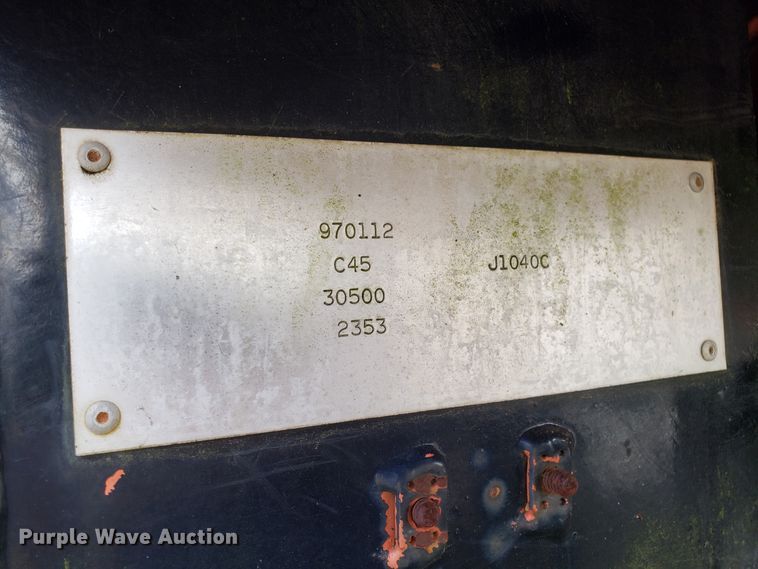 970112
C45 J1040C
30500
2353
Purple Wave Auction